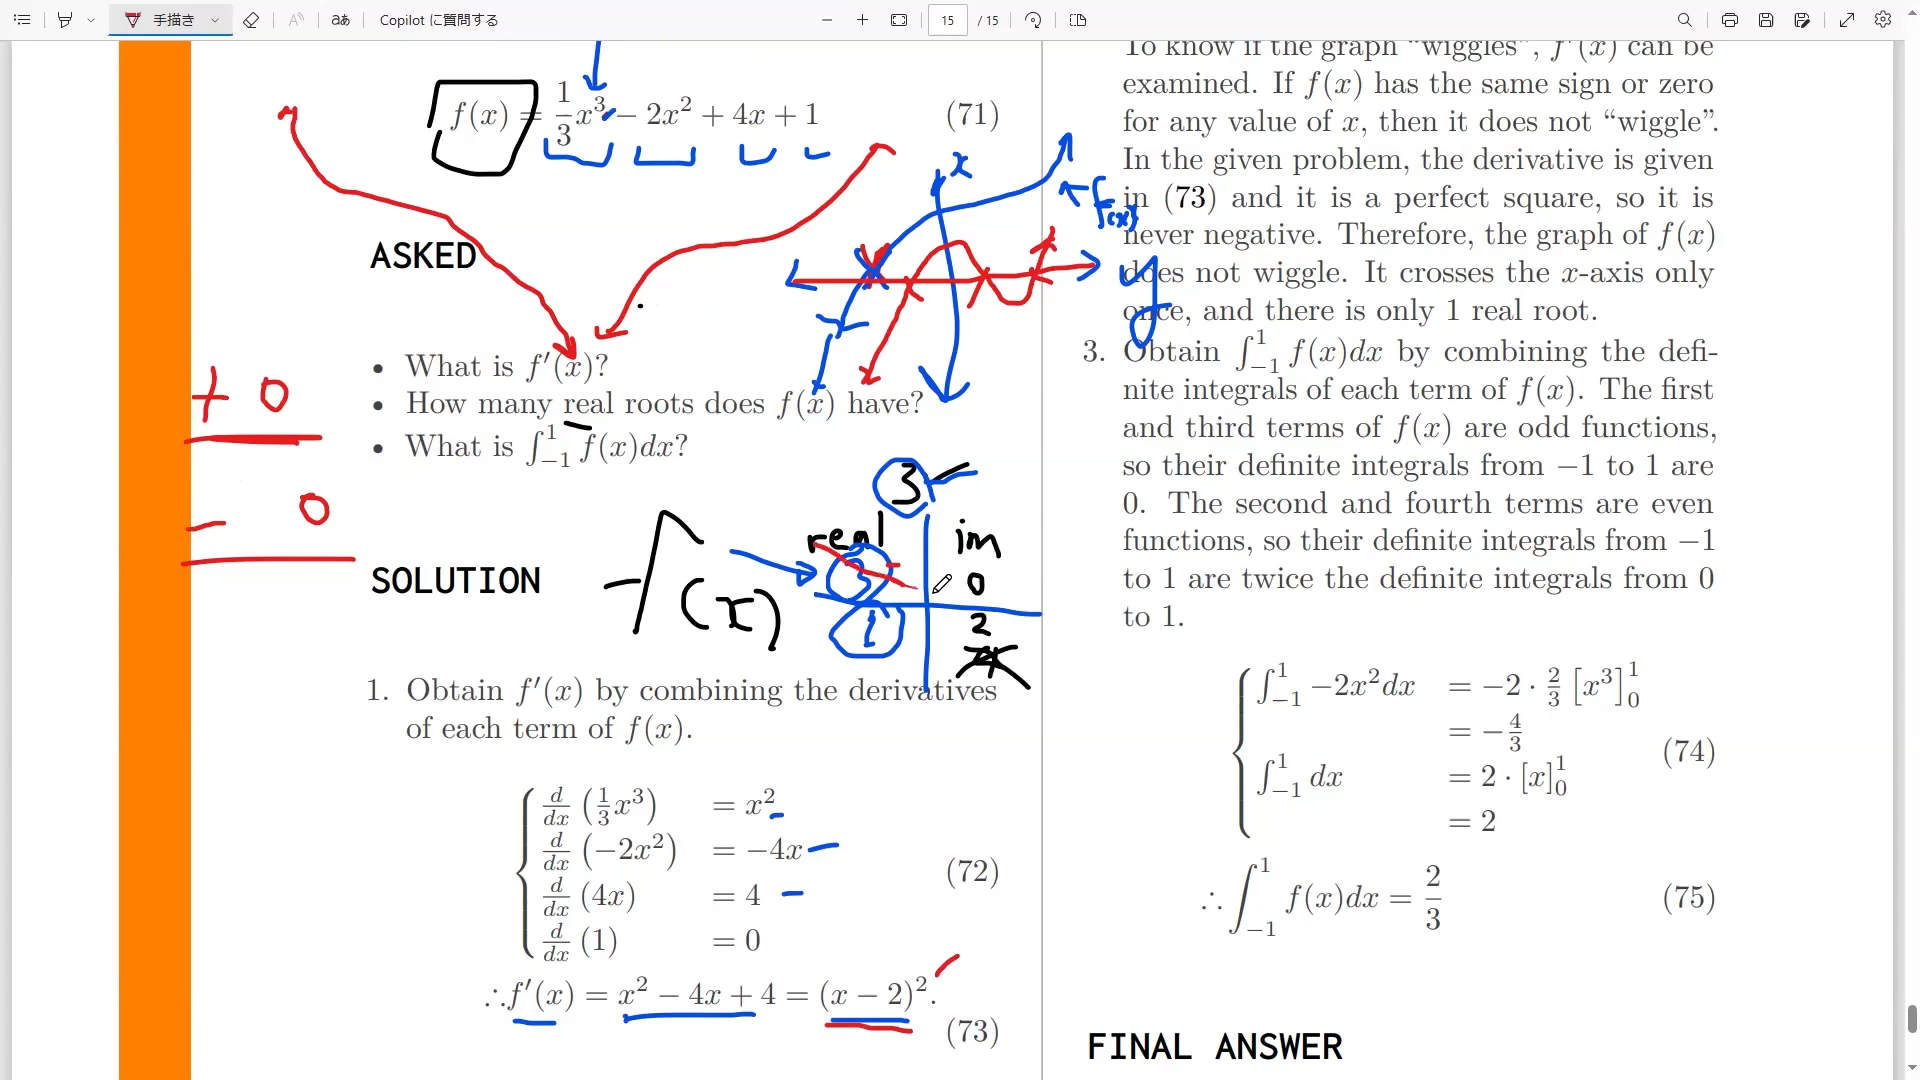 手描き
aあ
Copilot に質問する
15 / 15
f(x) = 1/3 x³ − 2x² + 4x + 1 (71)
ASKED
• What is f′(x)?
• How many real roots does f(x) have?
• What is ∫₋₁¹ f(x)dx?
+ 0
− 0
x
f(x)
y
SOLUTION
f(x)
3
real im
3 0
1 2
1. Obtain f′(x) by combining the derivatives
of each term of f(x).
d/dx (1/3 x³) = x²
d/dx (−2x²) = −4x
d/dx (4x) = 4 (72)
d/dx (1) = 0
∴ f′(x) = x² − 4x + 4 = (x − 2)².
(73)
To know if the graph “wiggles”, f′(x) can be
examined. If f(x) has the same sign or zero
for any value of x, then it does not “wiggle”.
In the given problem, the derivative is given
in (73) and it is a perfect square, so it is
never negative. Therefore, the graph of f(x)
does not wiggle. It crosses the x-axis only
once, and there is only 1 real root.
3. Obtain ∫₋₁¹ f(x)dx by combining the defi-
nite integrals of each term of f(x). The first
and third terms of f(x) are odd functions,
so their definite integrals from −1 to 1 are
0. The second and fourth terms are even
functions, so their definite integrals from −1
to 1 are twice the definite integrals from 0
to 1.
∫₋₁¹ −2x²dx = −2 · 2/3 [x³]₀¹
= −4/3
(74)
∫₋₁¹ dx = 2 · [x]₀¹
= 2
∴ ∫₋₁¹ f(x)dx = 2/3 (75)
FINAL ANSWER